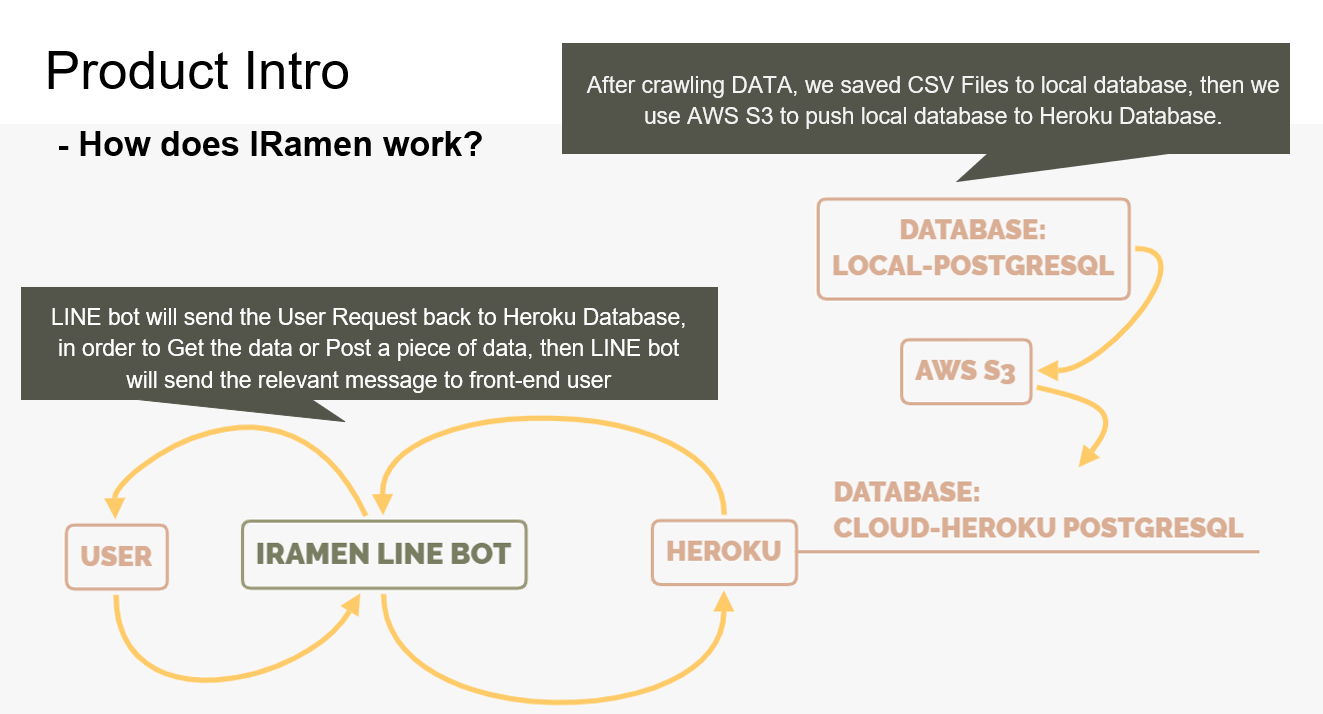 Product Intro
- How does IRamen work?
After crawling DATA, we saved CSV Files to local database, then we
use AWS S3 to push local database to Heroku Database.
DATABASE:
LOCAL-POSTGRESQL
LINE bot will send the User Request back to Heroku Database,
in order to Get the data or Post a piece of data, then LINE bot
will send the relevant message to front-end user
AWS S3
DATABASE:
CLOUD-HEROKU POSTGRESQL
USER
IRAMEN LINE BOT
HEROKU